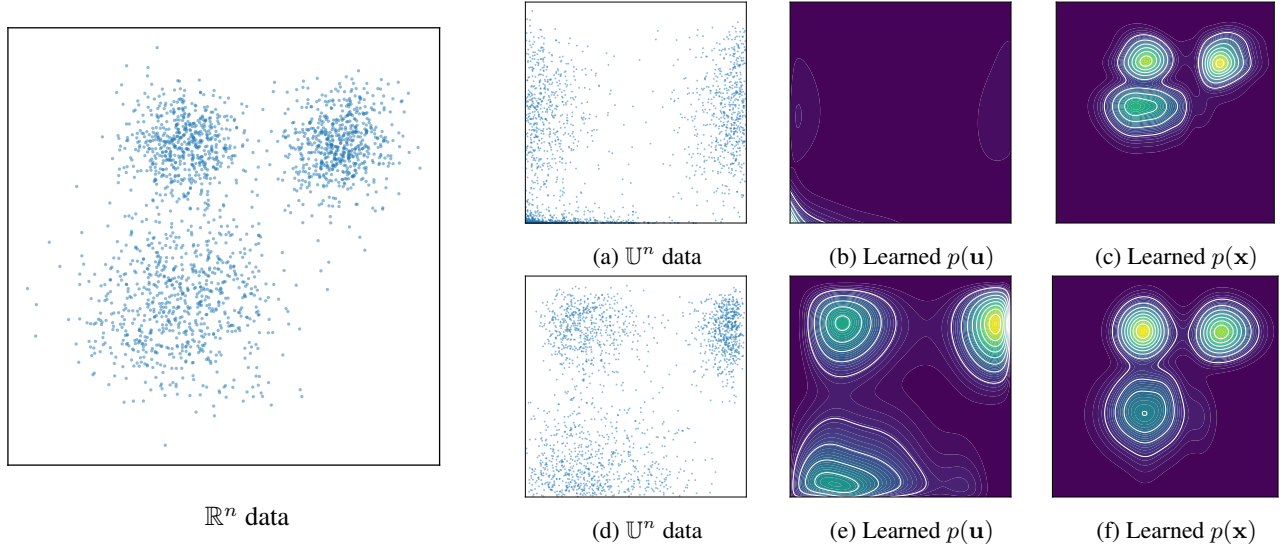 ℝⁿ data
(a) 𝕌ⁿ data
(b) Learned p(𝐮)
(c) Learned p(𝐱)
(d) 𝕌ⁿ data
(e) Learned p(𝐮)
(f) Learned p(𝐱)